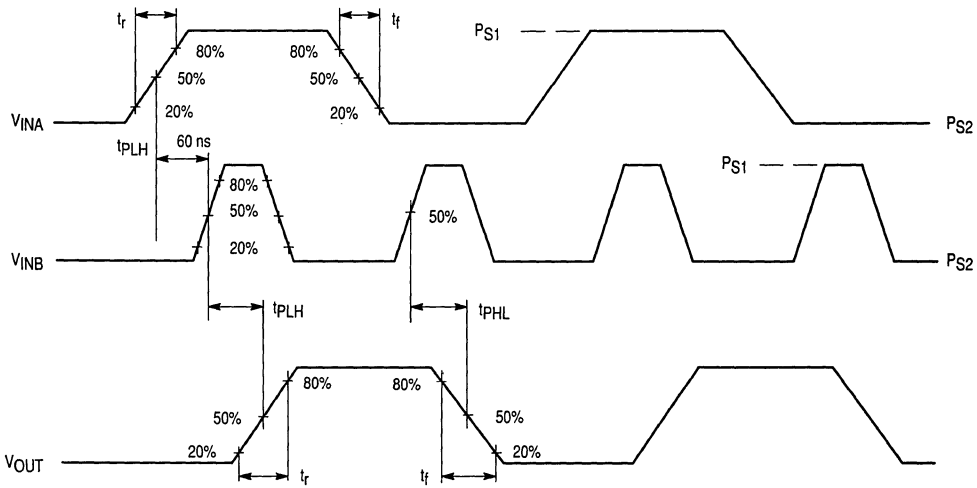 tr tf PS1
80% 80%
50% 50%
20% 20%
VINA PS2
tPLH 60 ns
PS1
80%
50% 50%
20%
VINB PS2
tPLH tPHL
80% 80%
50% 50%
20% 20%
VOUT
tr tf